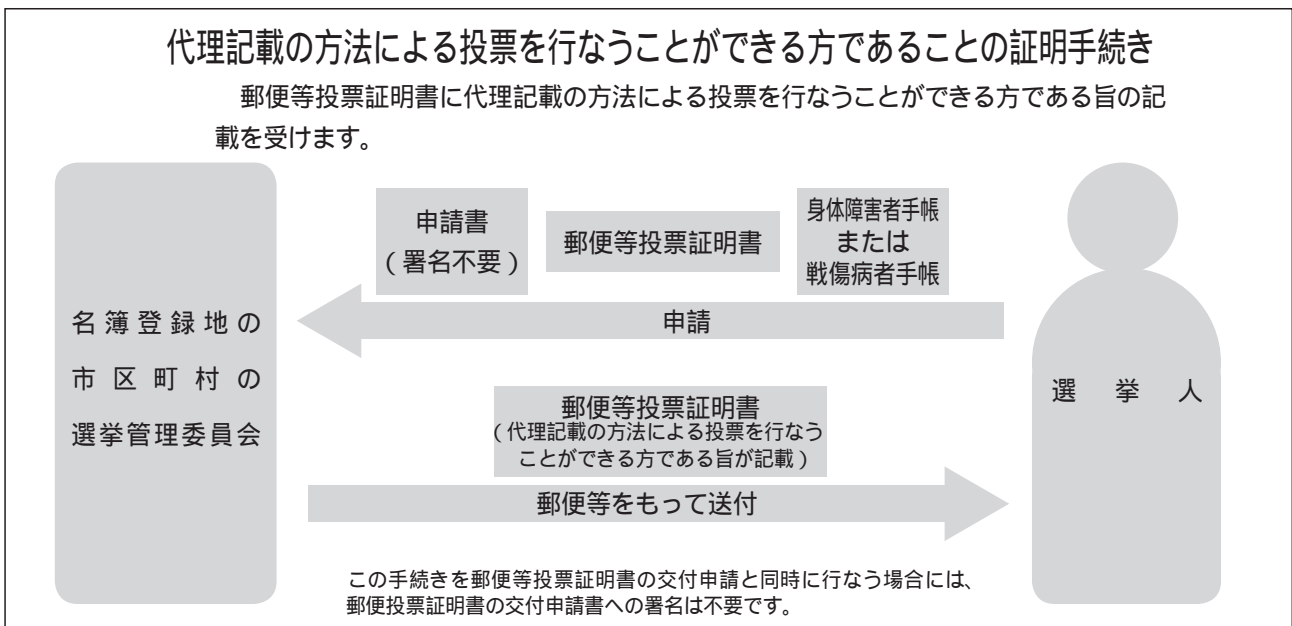 代理記載の方法による投票を行なうことができる方であることの証明手続き
郵便等投票証明書に代理記載の方法による投票を行なうことができる方である旨の記
載を受けます。
申請書
(署名不要)
郵便等投票証明書
身体障害者手帳
または
戦傷病者手帳
申請
名簿登録地の
市区町村の
選挙管理委員会
選挙人
郵便等投票証明書
(代理記載の方法による投票を行なう
ことができる方である旨が記載)
郵便等をもって送付
この手続きを郵便等投票証明書の交付申請と同時に行なう場合には、
郵便投票証明書の交付申請書への署名は不要です。